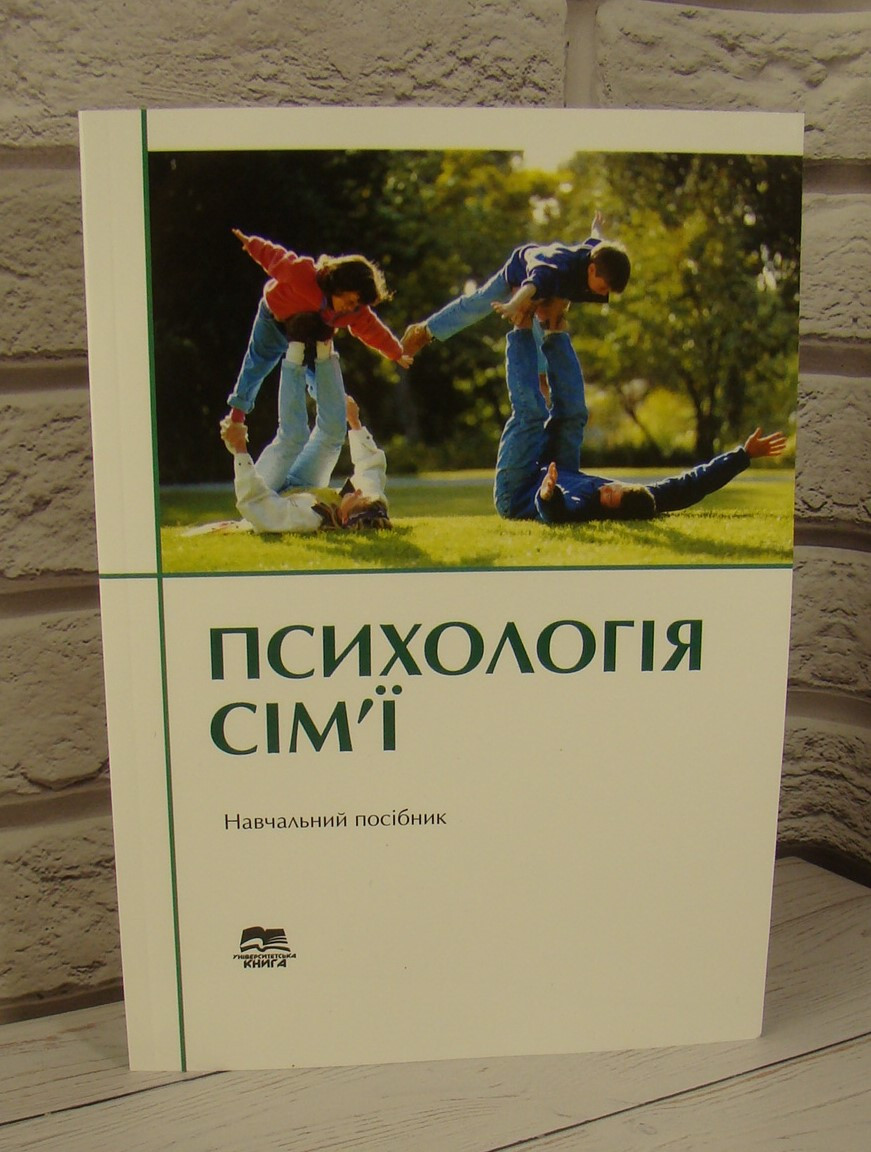 ПСИХОЛОГІЯ
СІМ'Ї
Навчальний посібник
УНІВЕРСИТЕТСЬКА
КНИГА